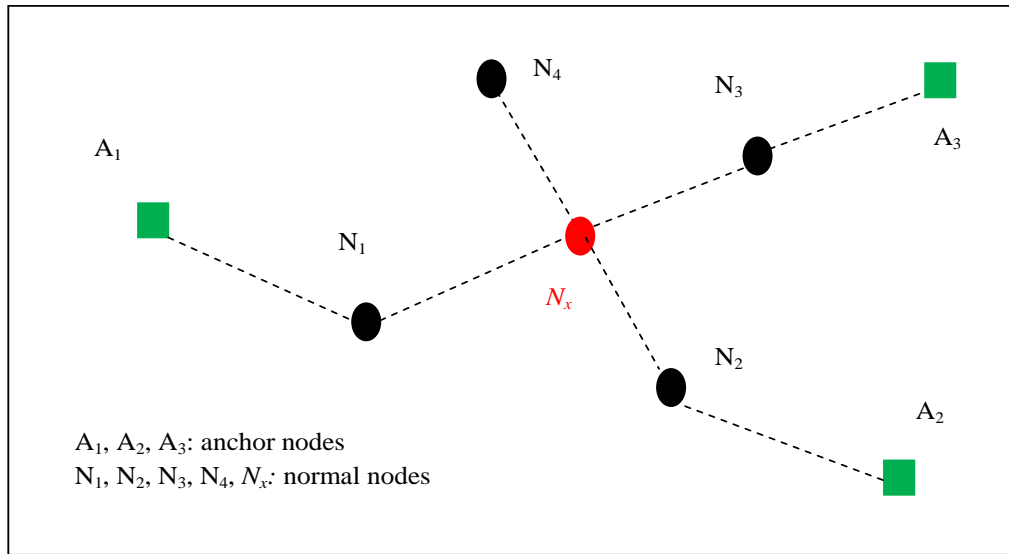 N₄
N₃
A₁
A₃
N₁
Nₓ
N₂
A₂
A₁, A₂, A₃: anchor nodes
N₁, N₂, N₃, N₄, Nₓ: normal nodes